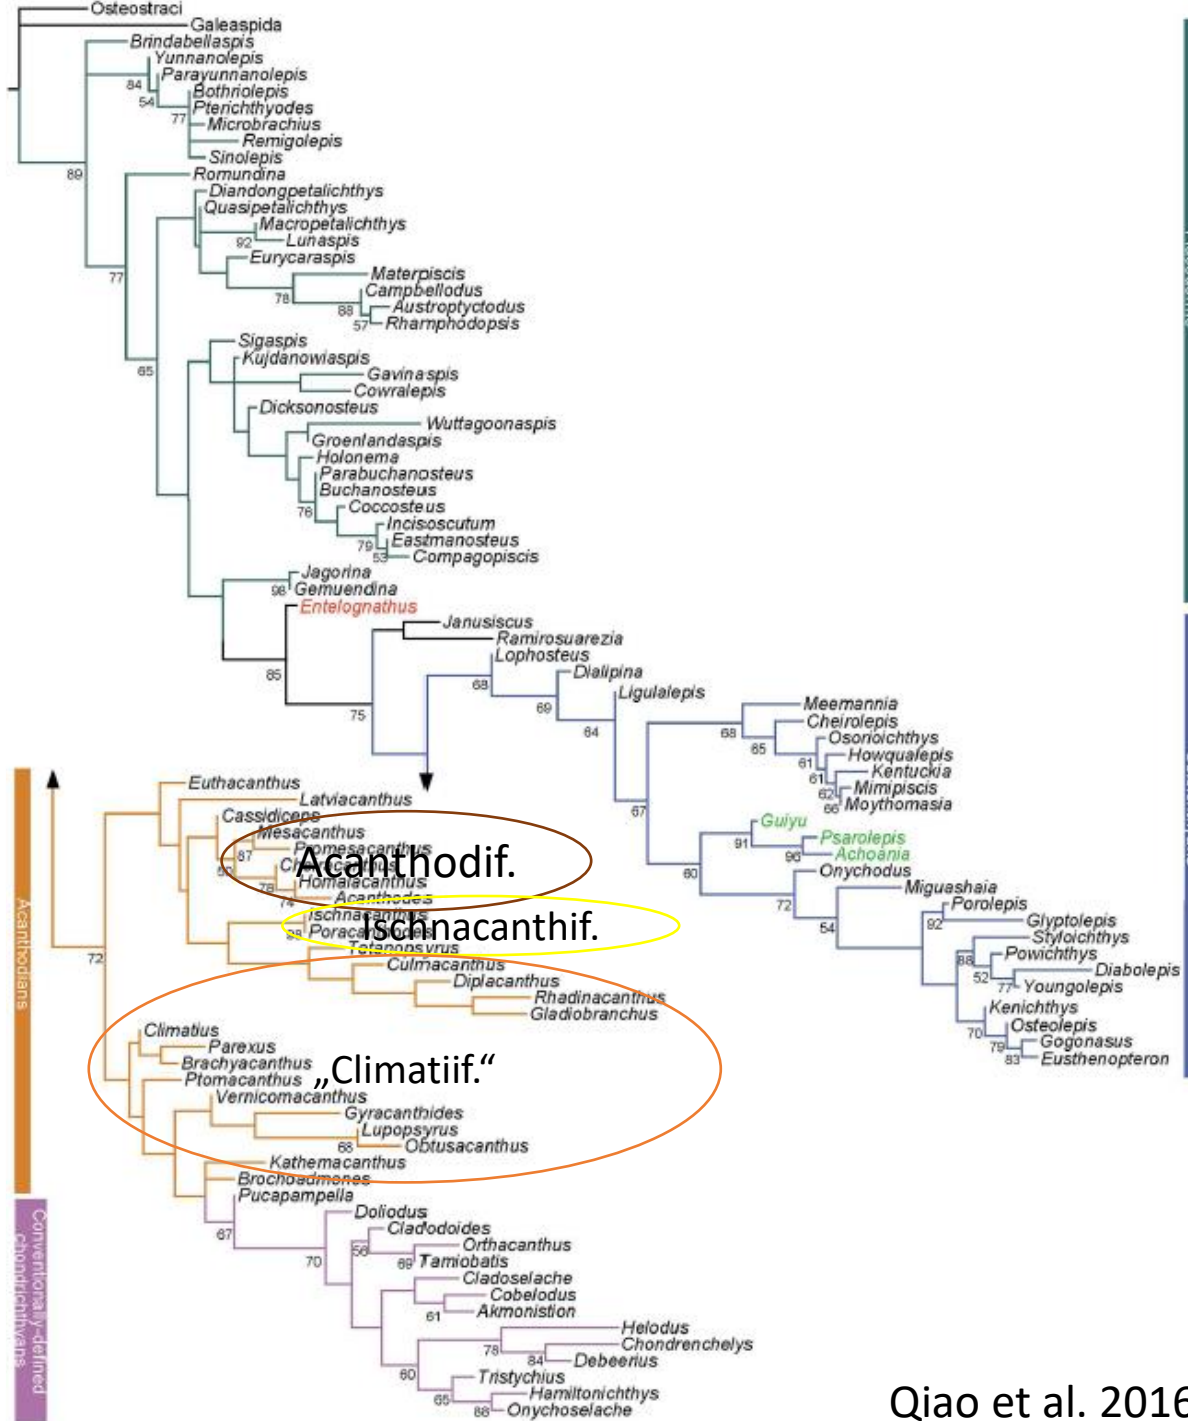 Osteostraci
Galeaspida
Brindabellaspis
Yunnanolepis
84
Parayunnanolepis
54
Bothriolepis
77
Pterichthyodes
Microbrachius
Remigolepis
Sinolepis
89
Romundina
Diandongpetalichthys
Quasipetalichthys
Macropetalichthys
92
Lunaspis
Eurycaraspis
77
Materpiscis
78
Campbellodus
88
Austroptyctodus
57
Rhamphodopsis
Sigaspis
Kujdanowiaspis
65
Gavinaspis
Cowralepis
Dicksonosteus
Wuttagoonaspis
Groenlandaspis
Holonema
Parabuchanosteus
Buchanosteus
76
Coccosteus
Incisoscutum
79
Eastmanosteus
53
Compagopiscis
Jagorina
98
Gemuendina
Entelognathus
Janusiscus
Ramirosuarezia
85
Lophosteus
68
Dialipina
69
Ligulalepis
75
64
Meemannia
68
Cheirolepis
65
Osorioichthys
61
Howqualepis
61
Kentuckia
62
Mimipiscis
66
Moythomasia
67
Guiyu
91
Psarolepis
96
Achoania
60
Onychodus
72
Miguashaia
54
Porolepis
92
Glyptolepis
Styloichthys
88
Powichthys
52
Diabolepis
77
Youngolepis
Kenichthys
70
Osteolepis
79
Gogonasus
83
Eusthenopteron
Acanthodians
72
Euthacanthus
Latviacanthus
Cassidiceps
Mesacanthus
87
Promesacanthus
Acanthodif.
78
Homalacanthus
74
Acanthodes
Ischnacanthus
Ischnacanthif.
98
Poracanthodes
Tetanopsyrus
Culmacanthus
Diplacanthus
Rhadinacanthus
Gladiobranchus
Climatius
Parexus
Brachyacanthus
„Climatiif.“
Ptomacanthus
Vernicomacanthus
Gyracanthides
Lupopsyrus
68
Obtusacanthus
Kathemacanthus
Brochoadmones
Conventionally-defined
chondrichthyans
Pucapampella
67
Doliodus
70
Cladodoides
56
Orthacanthus
69
Tamiobatis
Cladoselache
Cobelodus
61
Akmonistion
Helodus
78
Chondrenchelys
84
Debeerius
60
Tristychius
65
Hamiltonichthys
88
Onychoselache
Qiao et al. 2016